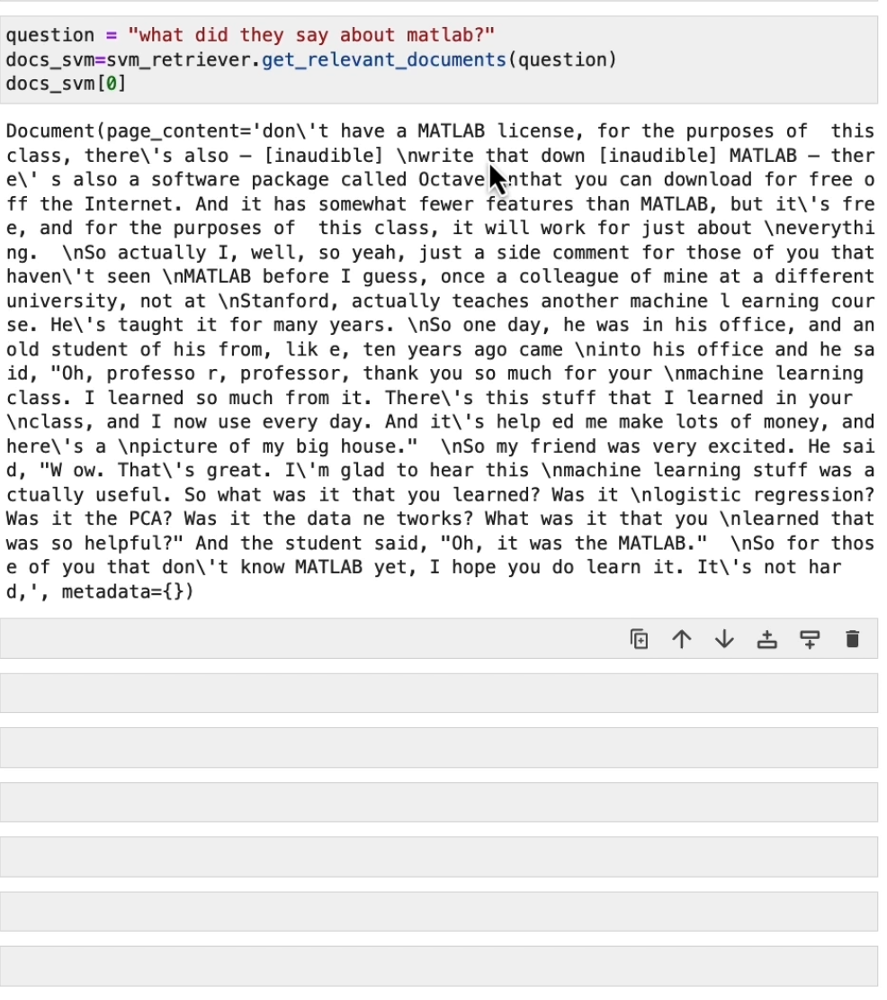 question = "what did they say about matlab?"
docs_svm=svm_retriever.get_relevant_documents(question)
docs_svm[0]
Document(page_content='don\'t have a MATLAB license, for the purposes of  this
class, there\'s also — [inaudible] \nwrite that down [inaudible] MATLAB — ther
e\' s also a software package called Octave nthat you can download for free o
ff the Internet. And it has somewhat fewer features than MATLAB, but it\'s fre
e, and for the purposes of  this class, it will work for just about \neverythi
ng.  \nSo actually I, well, so yeah, just a side comment for those of you that
haven\'t seen \nMATLAB before I guess, once a colleague of mine at a different
university, not at \nStanford, actually teaches another machine l earning cour
se. He\'s taught it for many years. \nSo one day, he was in his office, and an
old student of his from, lik e, ten years ago came \ninto his office and he sa
id, "Oh, professo r, professor, thank you so much for your \nmachine learning
class. I learned so much from it. There\'s this stuff that I learned in your
\nclass, and I now use every day. And it\'s help ed me make lots of money, and
here\'s a \npicture of my big house."  \nSo my friend was very excited. He sai
d, "W ow. That\'s great. I\'m glad to hear this \nmachine learning stuff was a
ctually useful. So what was it that you learned? Was it \nlogistic regression?
Was it the PCA? Was it the data ne tworks? What was it that you \nlearned that
was so helpful?" And the student said, "Oh, it was the MATLAB."  \nSo for thos
e of you that don\'t know MATLAB yet, I hope you do learn it. It\'s not har
d,', metadata={})